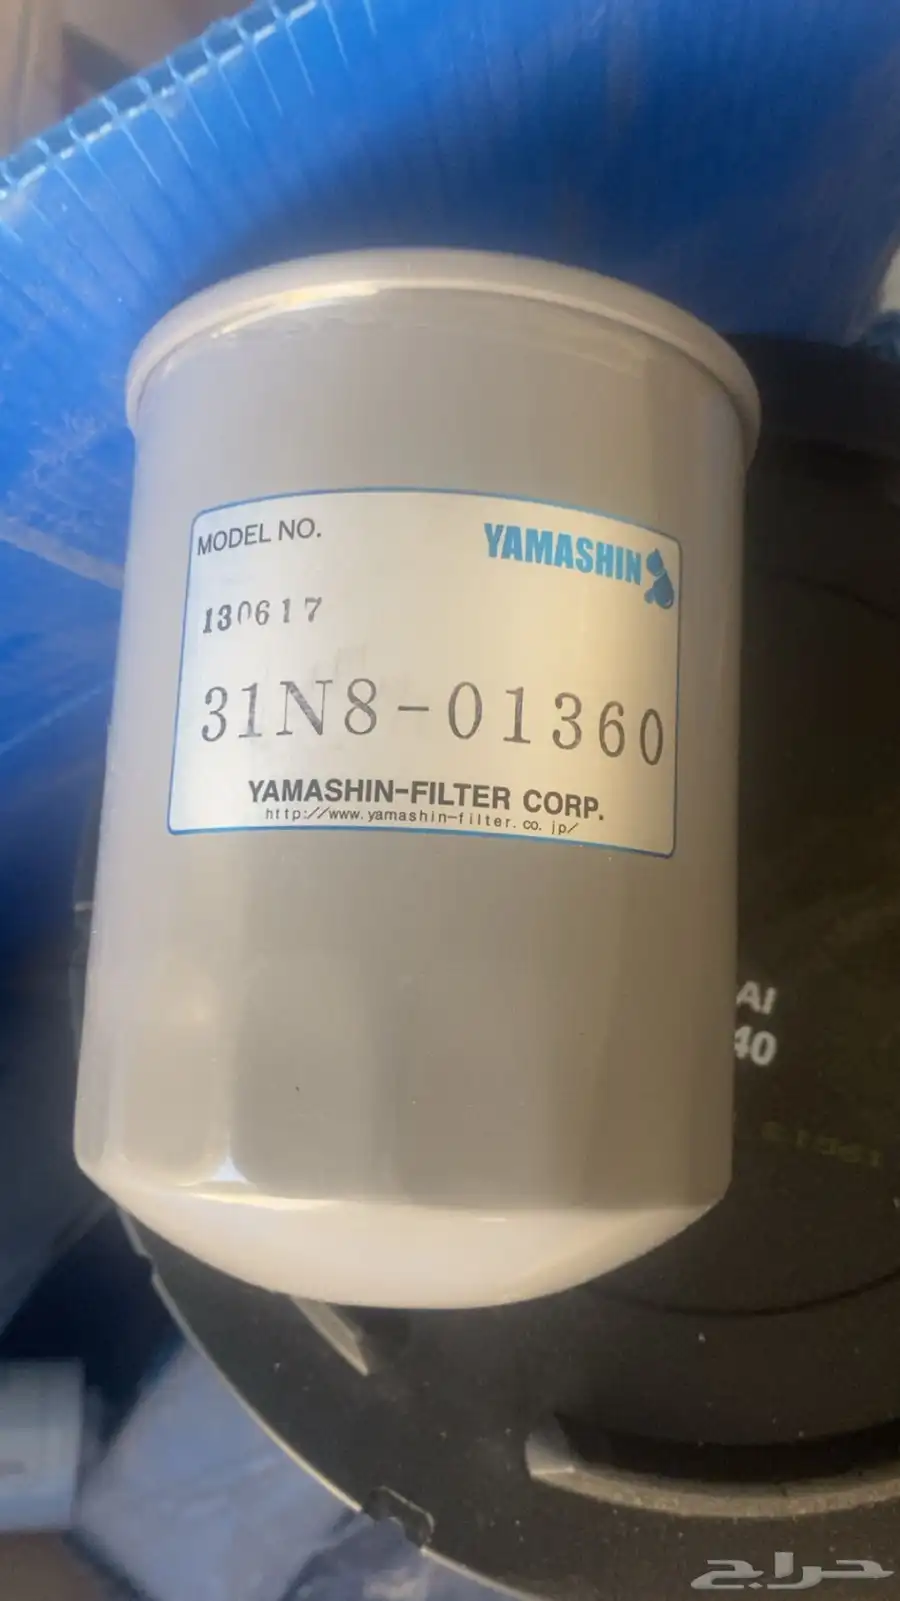 MODEL NO.
YAMASHIN
130617
31N8-01360
YAMASHIN-FILTER CORP.
http://www.yamashin-filter.co.jp/
AI
40
حراج